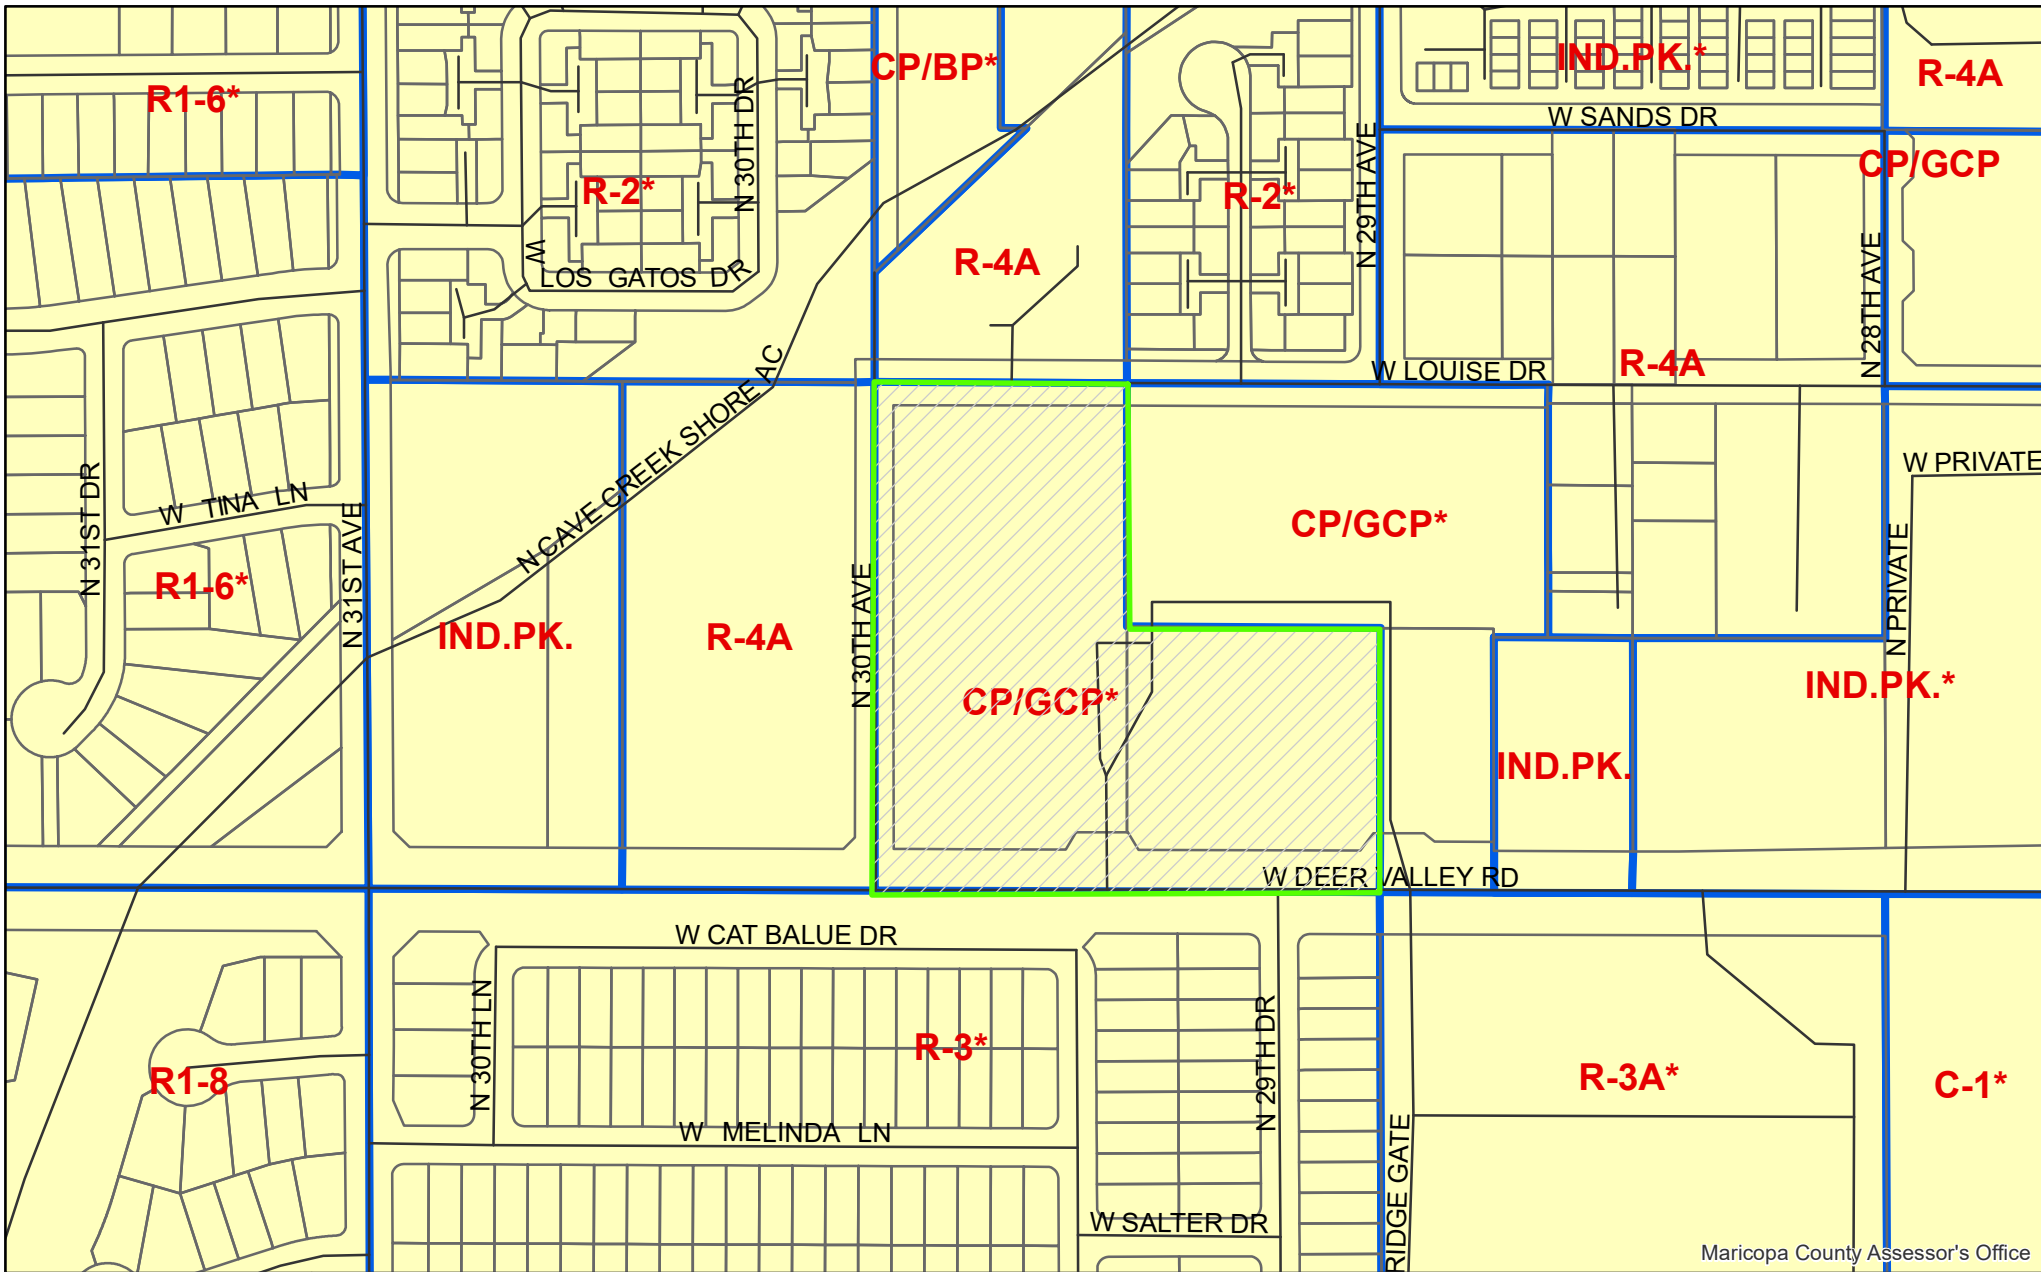 CP/BP*
IND.PK.*
R-4A
R1-6*
W SANDS DR
N 30TH DR
CP/GCP
R-2*
R-2*
N 29TH AVE
W
LOS GATOS DR
R-4A
N 28TH AVE
W LOUISE DR
R-4A
N CAVE CREEK SHORE AC
W PRIVATE
N 31ST DR
W TINA LN
N 31ST AVE
CP/GCP*
N PRIVATE
R1-6*
IND.PK.
R-4A
N 30TH AVE
CP/GCP*
IND.PK.*
IND.PK.
W DEER VALLEY RD
W CAT BALUE DR
N 30TH LN
R-3*
N 29TH DR
R1-8
R-3A*
C-1*
W MELINDA LN
RIDGE GATE
W SALTER DR
Maricopa County Assessor's Office